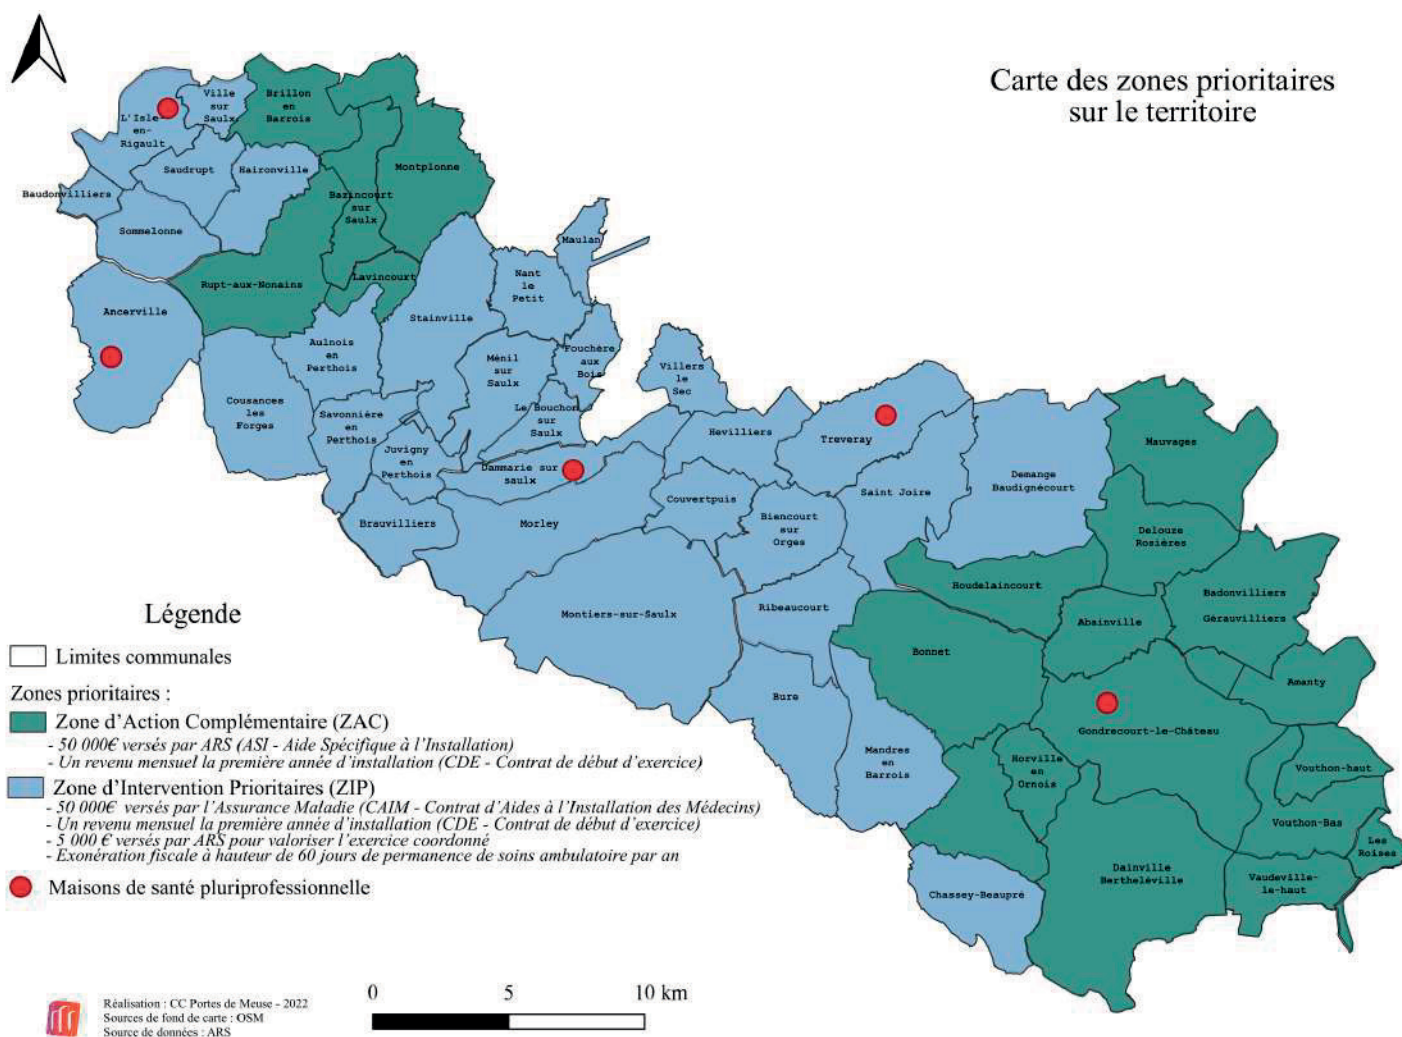 Carte des zones prioritaires
sur le territoire
Ville
sur
Saulx
Brillon
en
Barrois
L'Isle-
en-
Rigault
Saudrupt
Haironville
Montplonne
Baudonvilliers
Bazincourt
sur
Saulx
Sommelonne
Maulan
Rupt-aux-Nonains
Lavincourt
Nant
le
Petit
Ancerville
Stainville
Aulnois
en
Perthois
Ménil
sur
Saulx
Fouchère
aux
Bois
Villers
le
Sec
Cousances
les
Forges
Savonnière
en
Perthois
Le Bouchon
sur
Saulx
Hevilliers
Treveray
Mauvages
Juvigny
en
Perthois
Dammarie sur
saulx
Demange
Baudignécourt
Couvertpuis
Saint Joire
Brauvilliers
Morley
Biencourt
sur
Orges
Delouze
Rosières
Houdelaincourt
Badonvilliers
Gérauvilliers
Montiers-sur-Saulx
Ribeaucourt
Abainville
Bonnet
Amanty
Bure
Gondrecourt-le-Château
Mandres
en
Barrois
Horville
en
Ornois
Vouthon-haut
Vouthon-Bas
Les
Roises
Dainville
Bertheléville
Vaudeville-
le-haut
Chassey-Beaupré
Légende
Limites communales
Zones prioritaires :
Zone d'Action Complémentaire (ZAC)
- 50 000€ versés par ARS (ASI - Aide Spécifique à l'Installation)
- Un revenu mensuel la première année d'installation (CDE - Contrat de début d'exercice)
Zone d'Intervention Prioritaires (ZIP)
- 50 000€ versés par l'Assurance Maladie (CAIM - Contrat d'Aides à l'Installation des Médecins)
- Un revenu mensuel la première année d'installation (CDE - Contrat de début d'exercice)
- 5 000 € versés par ARS pour valoriser l'exercice coordonné
- Exonération fiscale à hauteur de 60 jours de permanence de soins ambulatoire par an
Maisons de santé pluriprofessionnelle
Réalisation : CC Portes de Meuse - 2022
Sources de fond de carte : OSM
Source de données : ARS
0 5 10 km